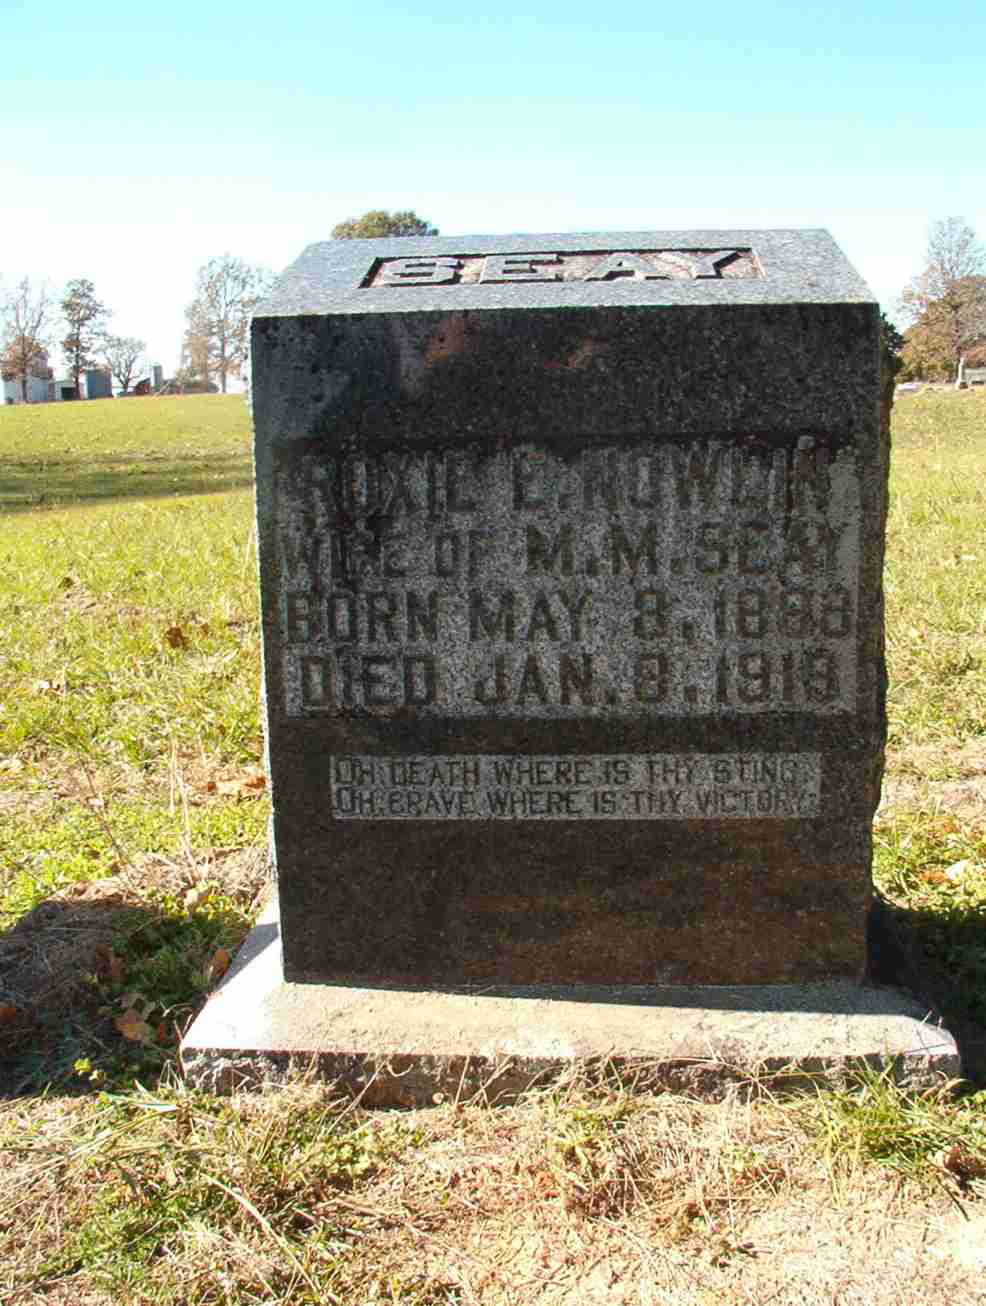 SEAY
ROXIE E. NOWLIN
WIFE OF M. M. SEAY
BORN MAY 8. 1888
DIED JAN. 8. 1919
OH DEATH WHERE IS THY STING
OH GRAVE WHERE IS THY VICTORY